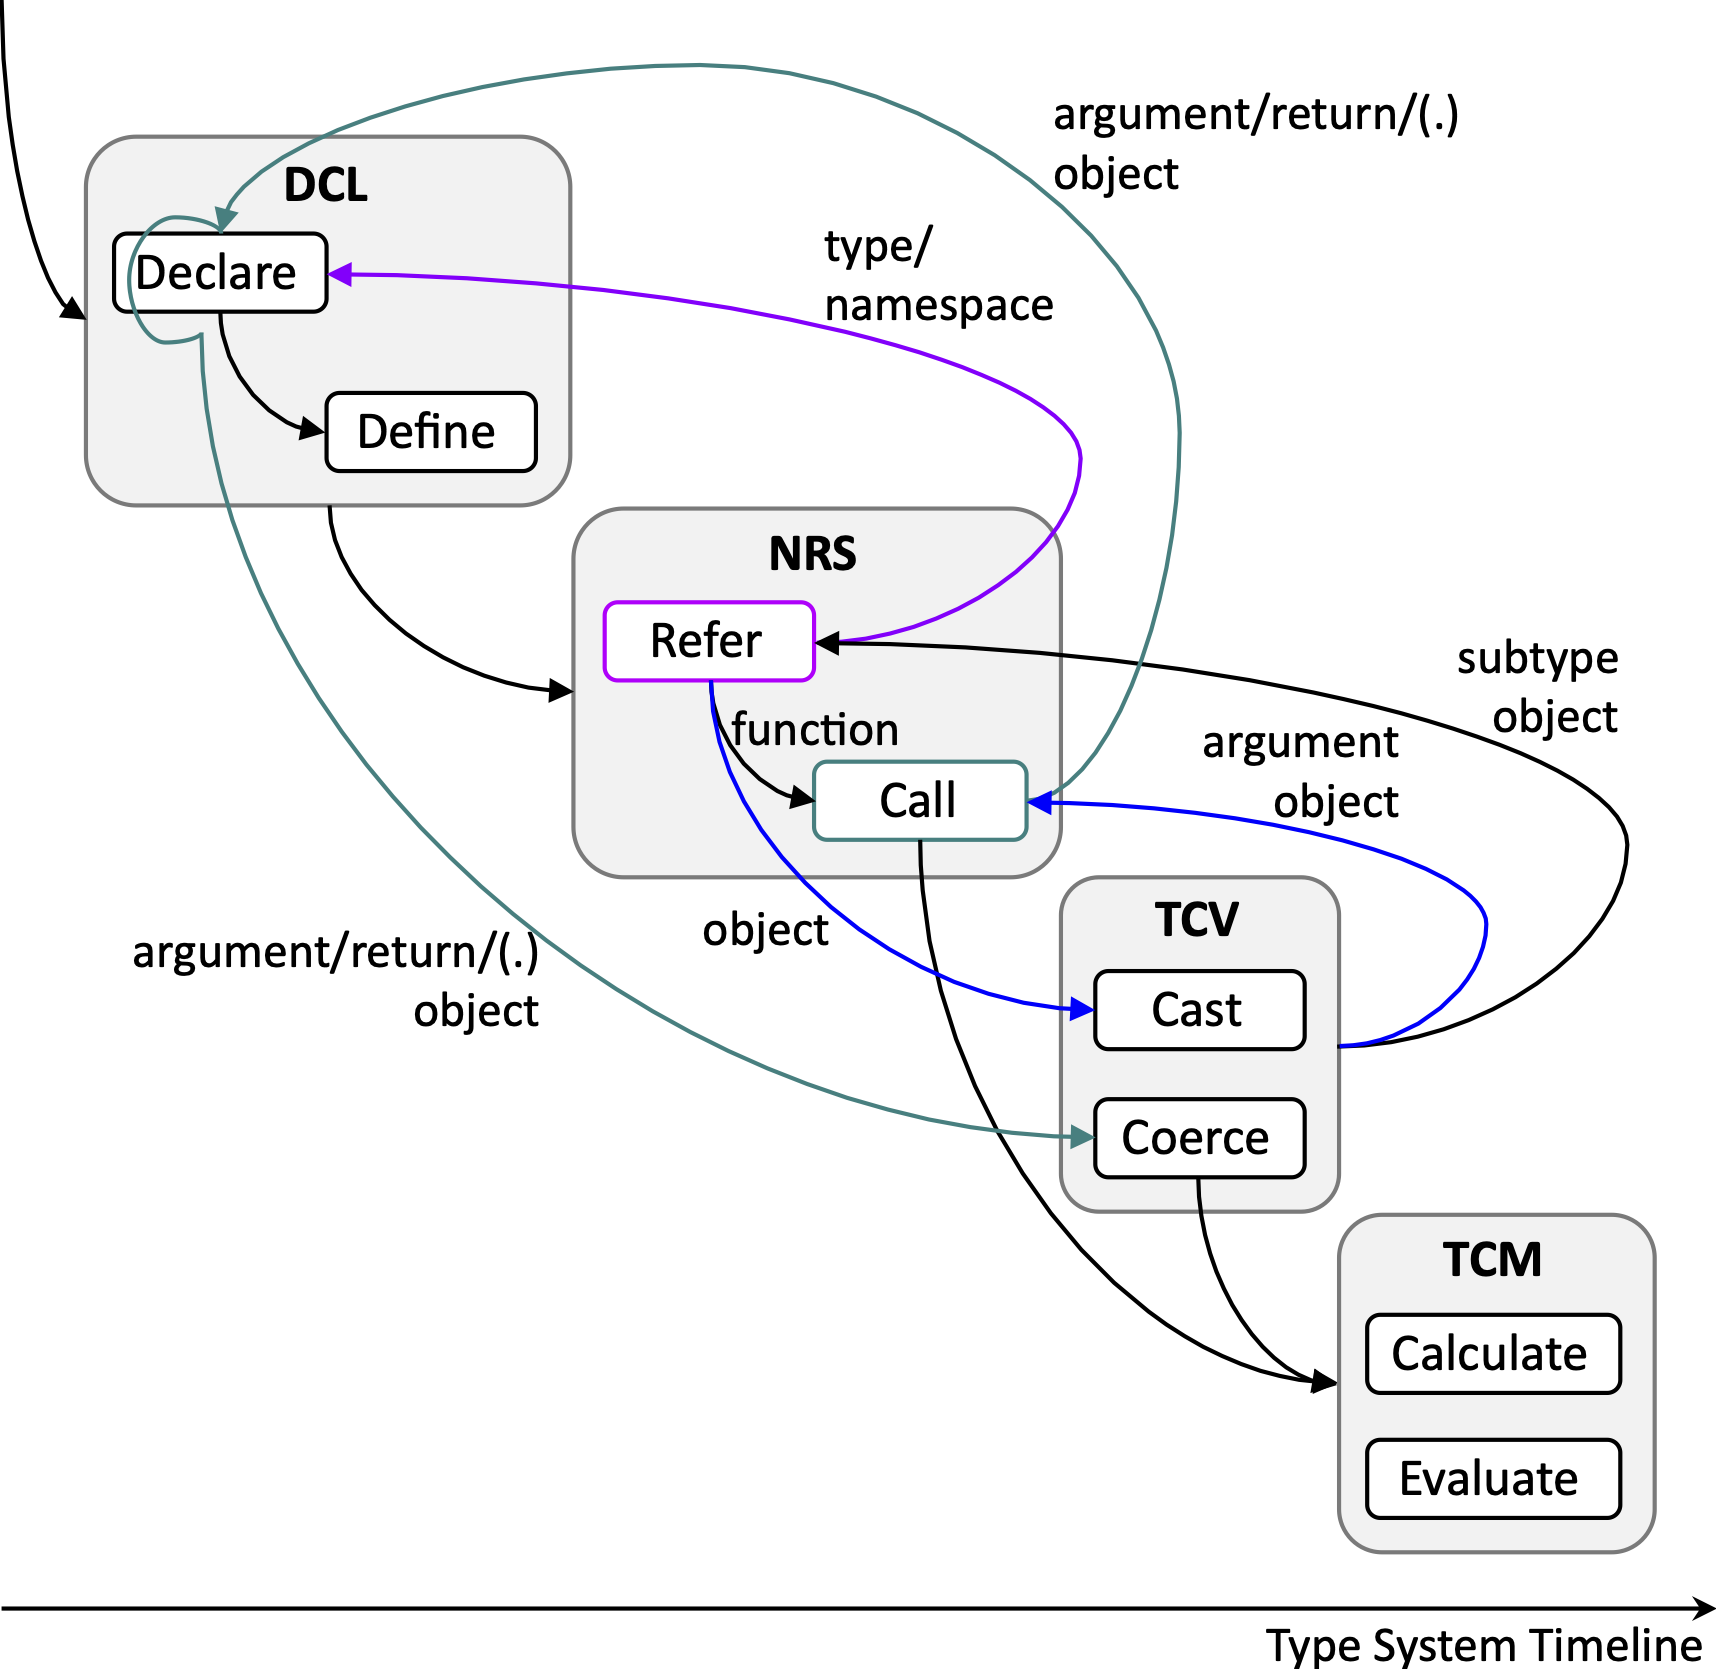 argument/return/(.)
object
DCL
type/
namespace
Declare
Define
NRS
Refer
subtype
object
function
argument
object
Call
TCV
object
argument/return/(.)
object
Cast
Coerce
TCM
Calculate
Evaluate
Type System Timeline